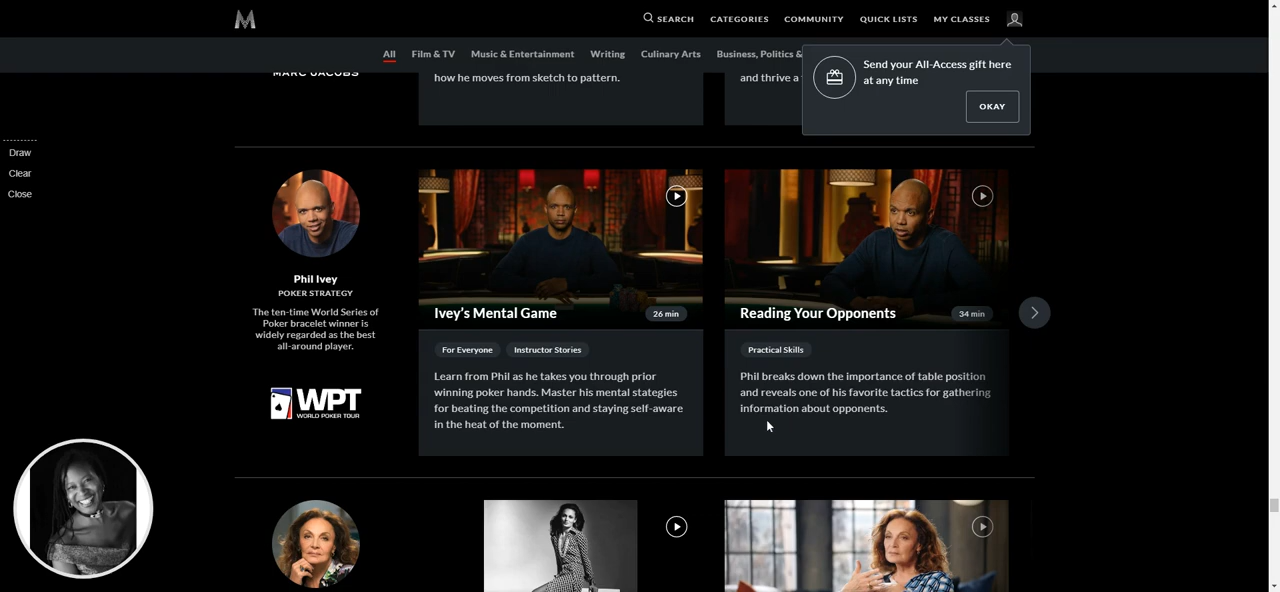 SEARCH CATEGORIES COMMUNITY QUICK LISTS MY CLASSES
All Film & TV Music & Entertainment Writing Culinary Arts Business, Politics &
Send your All-Access gift here
at any time
OKAY
MARC JACOBS
how he moves from sketch to pattern.
and thrive a
Draw
Clear
Close
Phil Ivey
POKER STRATEGY
The ten-time World Series of
Poker bracelet winner is
widely regarded as the best
all-around player.
WPT
WORLD POKER TOUR
Ivey's Mental Game
26 min
For Everyone Instructor Stories
Learn from Phil as he takes you through prior
winning poker hands. Master his mental stategies
for beating the competition and staying self-aware
in the heat of the moment.
Reading Your Opponents
34 min
Practical Skills
Phil breaks down the importance of table position
and reveals one of his favorite tactics for gathering
information about opponents.